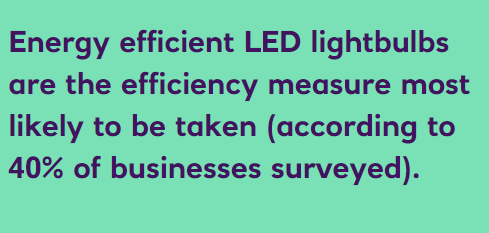 Energy efficient LED lightbulbs
are the efficiency measure most
likely to be taken (according to
40% of businesses surveyed).